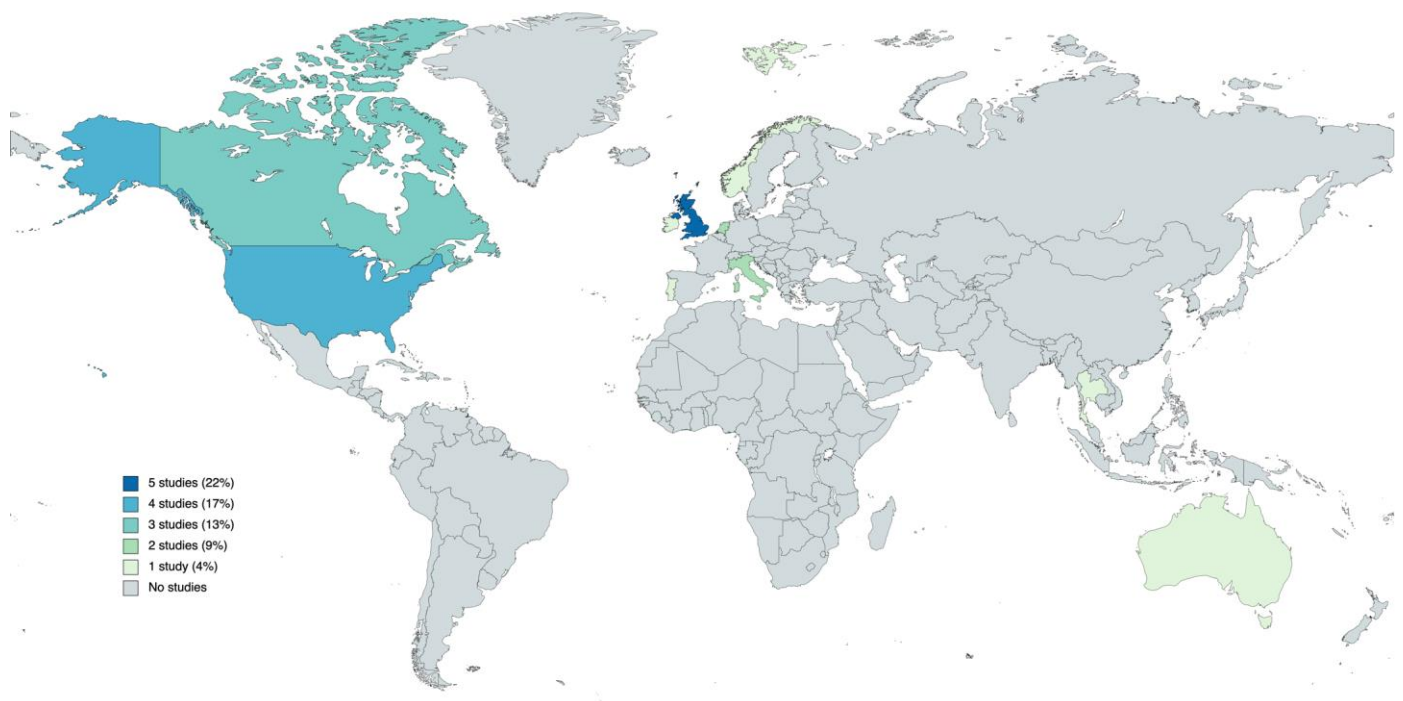 5 studies (22%)
4 studies (17%)
3 studies (13%)
2 studies (9%)
1 study (4%)
No studies